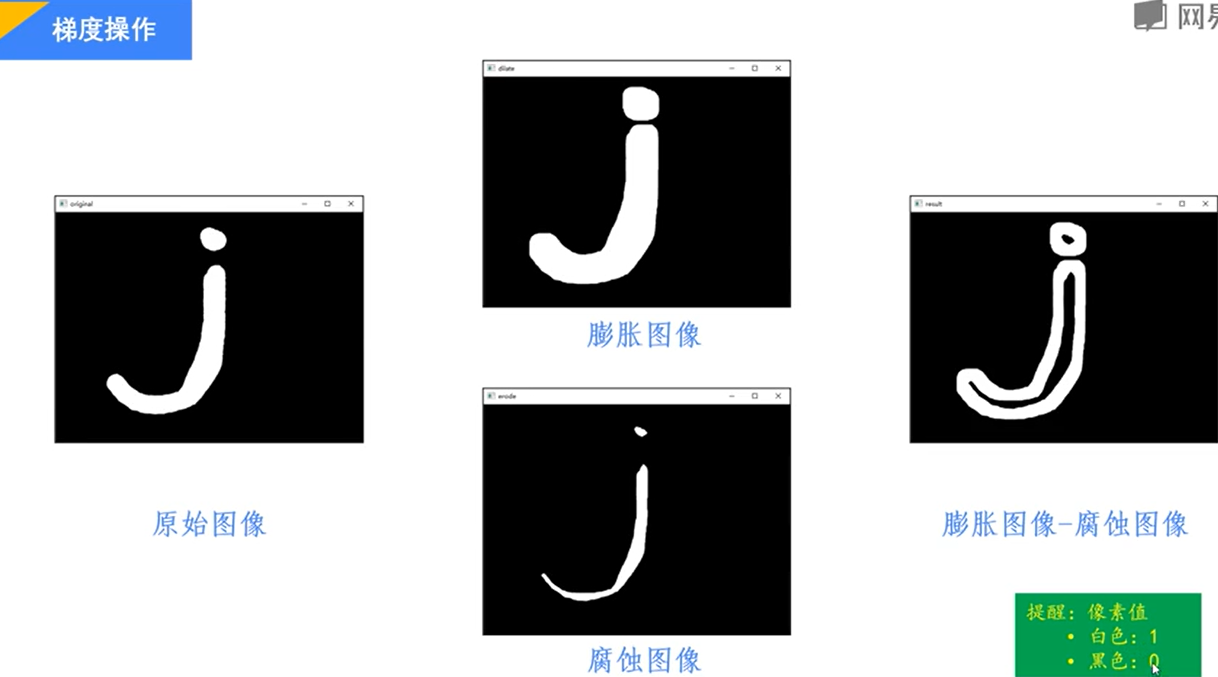 梯度操作
网易
dilate
original
result
膨胀图像
erode
原始图像
膨胀图像-腐蚀图像
提醒：像素值
• 白色：1
• 黑色：0
腐蚀图像